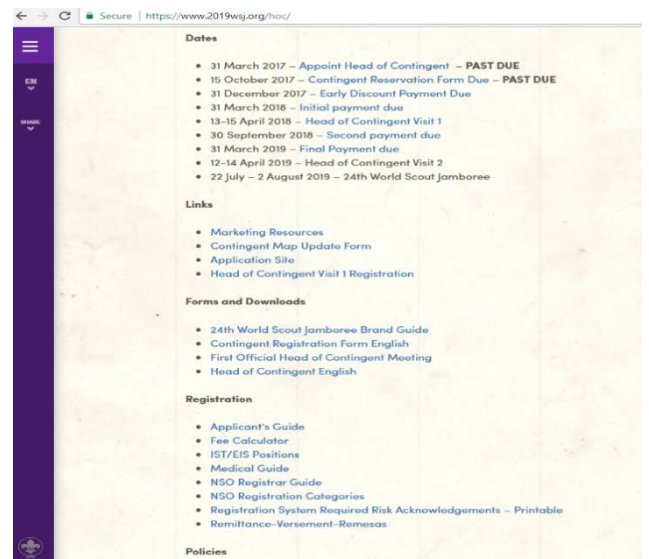 Secure | https://www.2019wsj.org/hoc/
EN
SHARE
Dates
• 31 March 2017 – Appoint Head of Contingent – PAST DUE
• 15 October 2017 – Contingent Reservation Form Due – PAST DUE
• 31 December 2017 – Early Discount Payment Due
• 31 March 2018 – Initial payment due
• 13-15 April 2018 – Head of Contingent Visit 1
• 30 September 2018 – Second payment due
• 31 March 2019 – Final Payment due
• 12-14 April 2019 – Head of Contingent Visit 2
• 22 July – 2 August 2019 – 24th World Scout Jamboree
Links
• Marketing Resources
• Contingent Map Update Form
• Application Site
• Head of Contingent Visit 1 Registration
Forms and Downloads
• 24th World Scout Jamboree Brand Guide
• Contingent Registration Form English
• First Official Head of Contingent Meeting
• Head of Contingent English
Registration
• Applicant's Guide
• Fee Calculator
• IST/EIS Positions
• Medical Guide
• NSO Registrar Guide
• NSO Registration Categories
• Registration System Required Risk Acknowledgements – Printable
• Remittance-Versement-Remesas
Policies